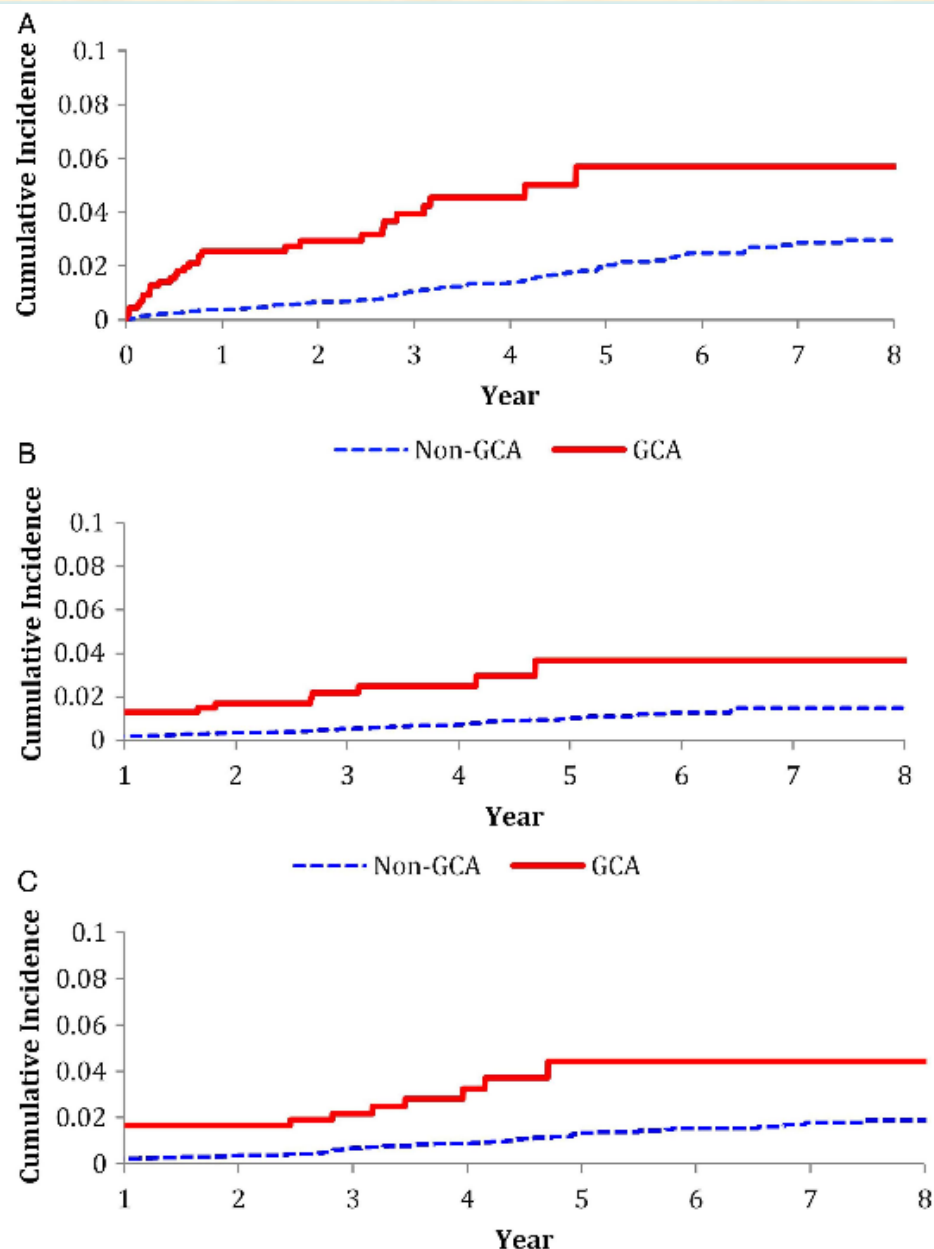 A
Cumulative Incidence
0.1
0.08
0.06
0.04
0.02
0
0 1 2 3 4 5 6 7 8
Year
Non-GCA GCA
B
Cumulative Incidence
0.1
0.08
0.06
0.04
0.02
0
1 2 3 4 5 6 7 8
Year
Non-GCA GCA
C
Cumulative Incidence
0.1
0.08
0.06
0.04
0.02
0
1 2 3 4 5 6 7 8
Year